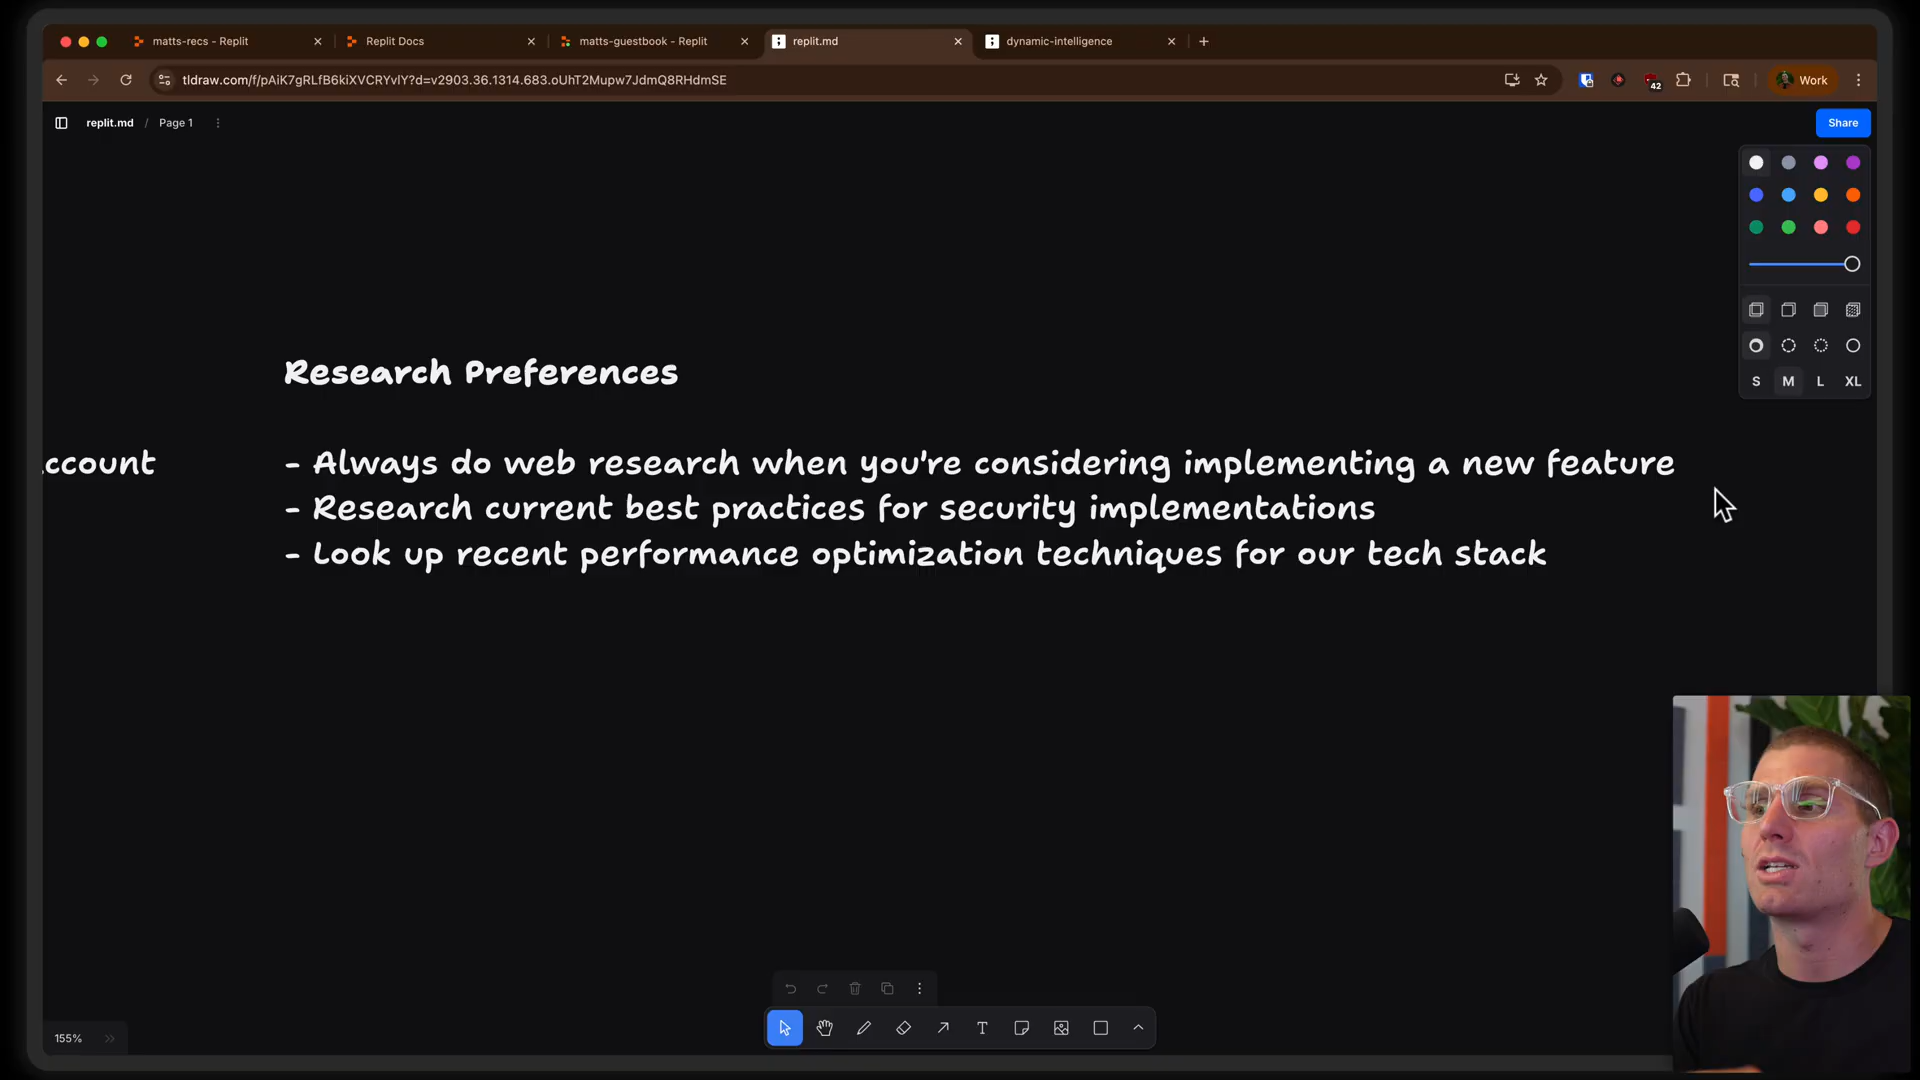 matts-recs - Replit
Replit Docs
matts-guestbook - Replit
replit.md
dynamic-intelligence
tldraw.com/f/pAiK7gRLfB6kiXVCRYvlY?d=v2903.36.1314.683.oUhT2Mupw7JdmQ8RHdmSE
42
Work
replit.md / Page 1
Share
S M L XL
Research Preferences
ccount
- Always do web research when you're considering implementing a new feature
- Research current best practices for security implementations
- Look up recent performance optimization techniques for our tech stack
T
155%